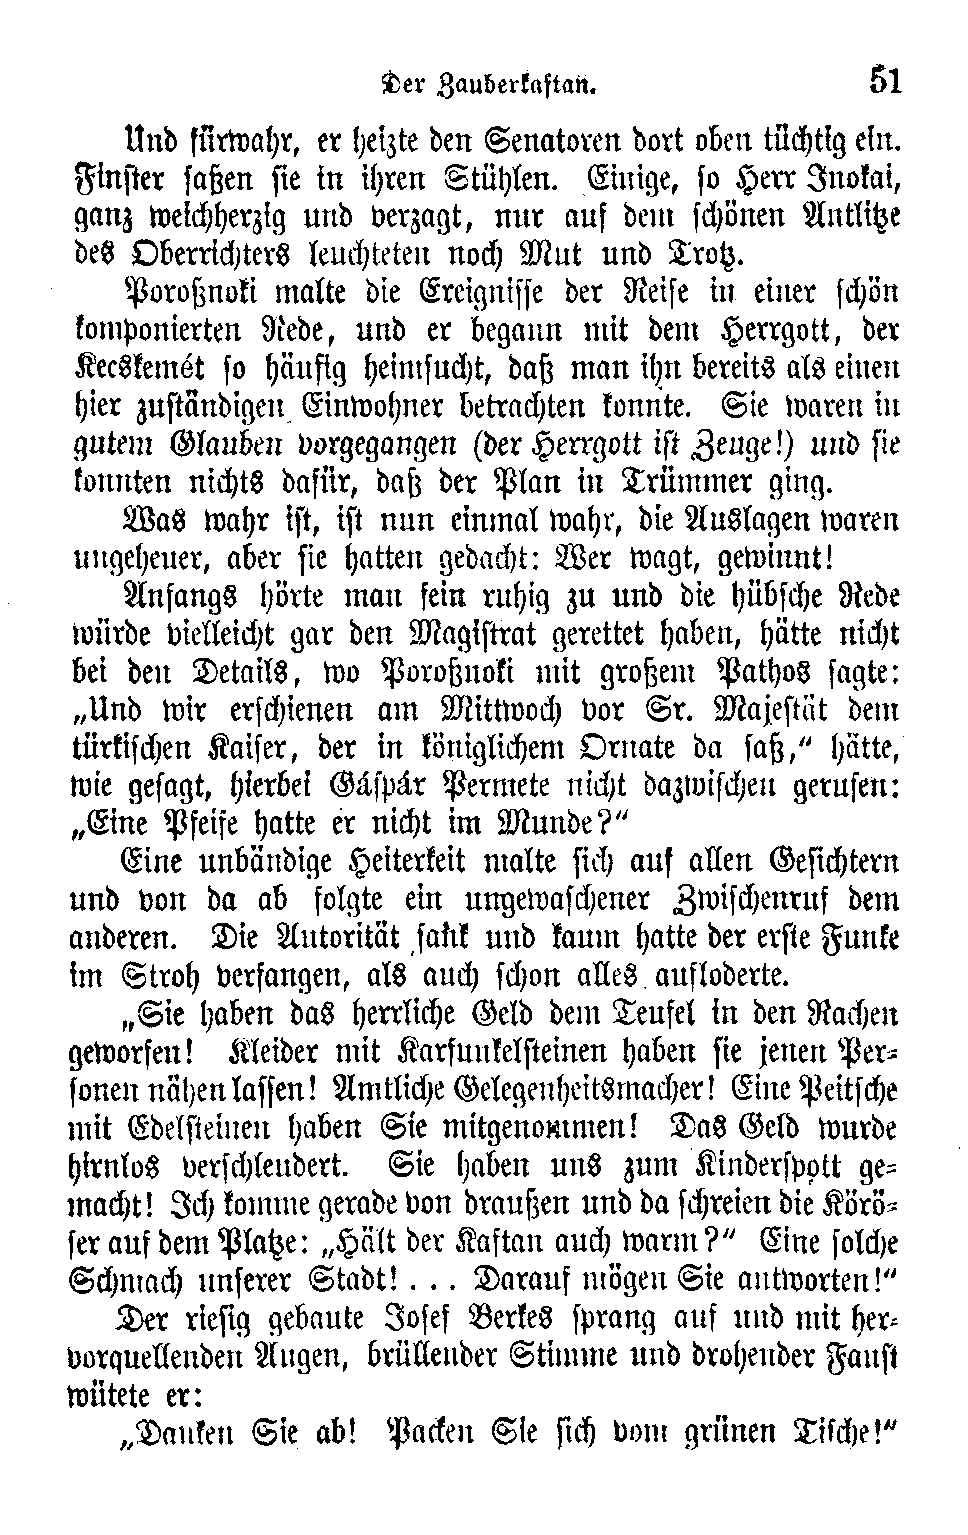 Der Zauberkaftan. 51
Und fürwahr, er heizte den Senatoren dort oben tüchtig ein.
Finster saßen sie in ihren Stühlen. Einige, so Herr Inokai,
ganz weichherzig und verzagt, nur auf dem schönen Antlitze
des Oberrichters leuchteten noch Mut und Trotz.
Poroßnoki malte die Ereignisse der Reise in einer schön
komponierten Rede, und er begann mit dem Herrgott, der
Kecskemét so häufig heimsucht, daß man ihn bereits als einen
hier zuständigen Einwohner betrachten konnte. Sie waren in
gutem Glauben vorgegangen (der Herrgott ist Zeuge!) und sie
konnten nichts dafür, daß der Plan in Trümmer ging.
Was wahr ist, ist nun einmal wahr, die Auslagen waren
ungeheuer, aber sie hatten gedacht: Wer wagt, gewinnt!
Anfangs hörte man fein ruhig zu und die hübsche Rede
würde vielleicht gar den Magistrat gerettet haben, hätte nicht
bei den Details, wo Poroßnoki mit großem Pathos sagte:
„Und wir erschienen am Mittwoch vor Sr. Majestät dem
türkischen Kaiser, der in königlichem Ornate da saß,“ hätte,
wie gesagt, hierbei Gáspár Permete nicht dazwischen gerufen:
„Eine Pfeife hatte er nicht im Munde?“
Eine unbändige Heiterkeit malte sich auf allen Gesichtern
und von da ab folgte ein ungewaschener Zwischenruf dem
anderen. Die Autorität sank und kaum hatte der erste Funke
im Stroh verfangen, als auch schon alles aufloderte.
„Sie haben das herrliche Geld dem Teufel in den Rachen
geworfen! Kleider mit Karfunkelsteinen haben sie jenen Per-
sonen nähen lassen! Amtliche Gelegenheitsmacher! Eine Peitsche
mit Edelsteinen haben Sie mitgenommen! Das Geld wurde
hirnlos verschleudert. Sie haben uns zum Kinderspott ge-
macht! Ich komme gerade von draußen und da schreien die Körö-
ser auf dem Platze: „Hält der Kaftan auch warm?“ Eine solche
Schmach unserer Stadt! . . . Darauf mögen Sie antworten!“
Der riesig gebaute Josef Berkes sprang auf und mit her-
vorquellenden Augen, brüllender Stimme und drohender Faust
wütete er:
„Danken Sie ab! Packen Sie sich vom grünen Tische!“